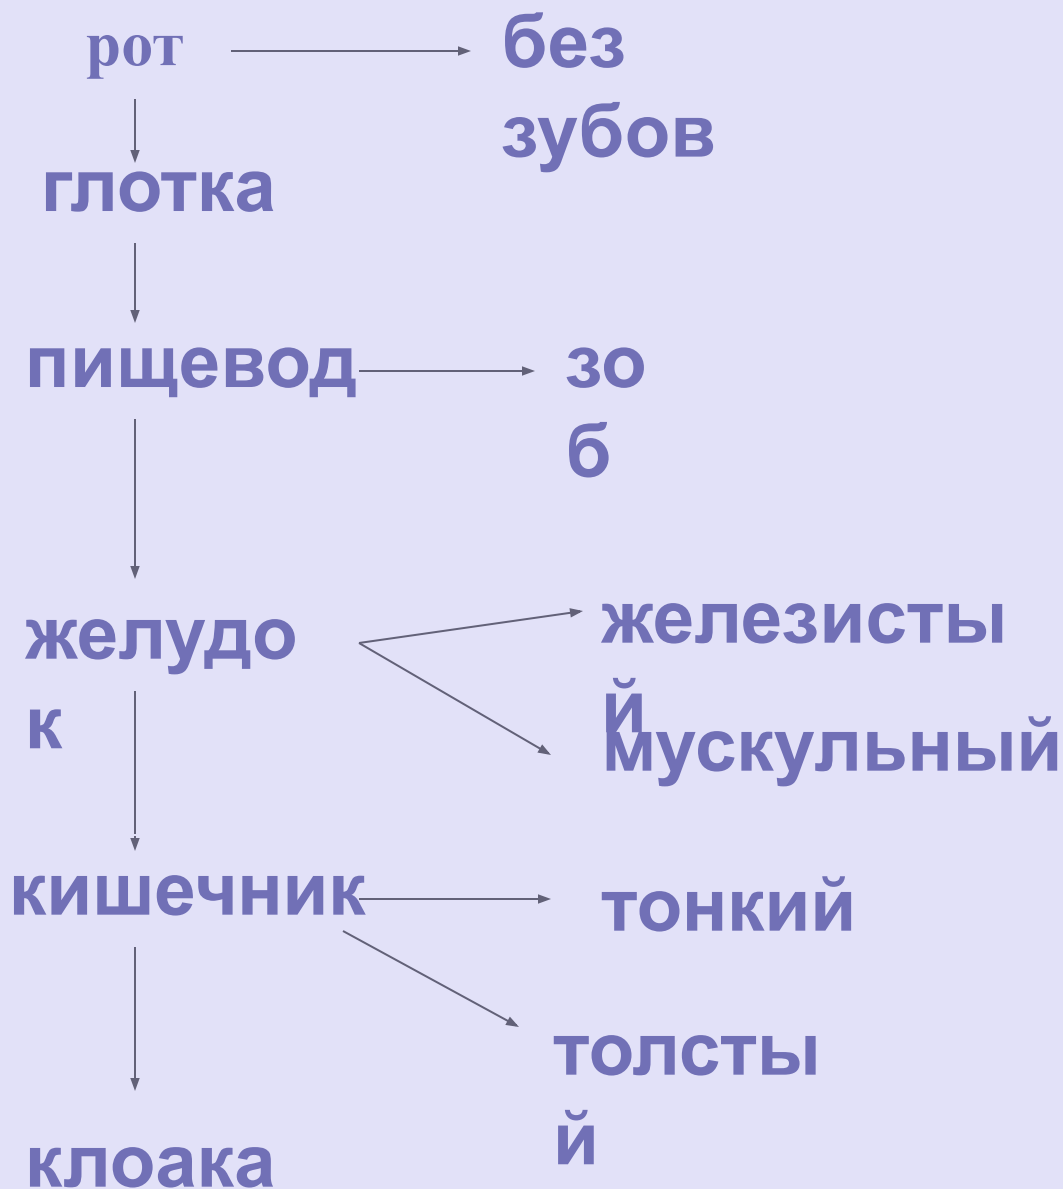 рот
без
зубов
глотка
пищевод
зо
б
желудо
к
железисты
й
мускульный
кишечник
тонкий
толсты
й
клоака